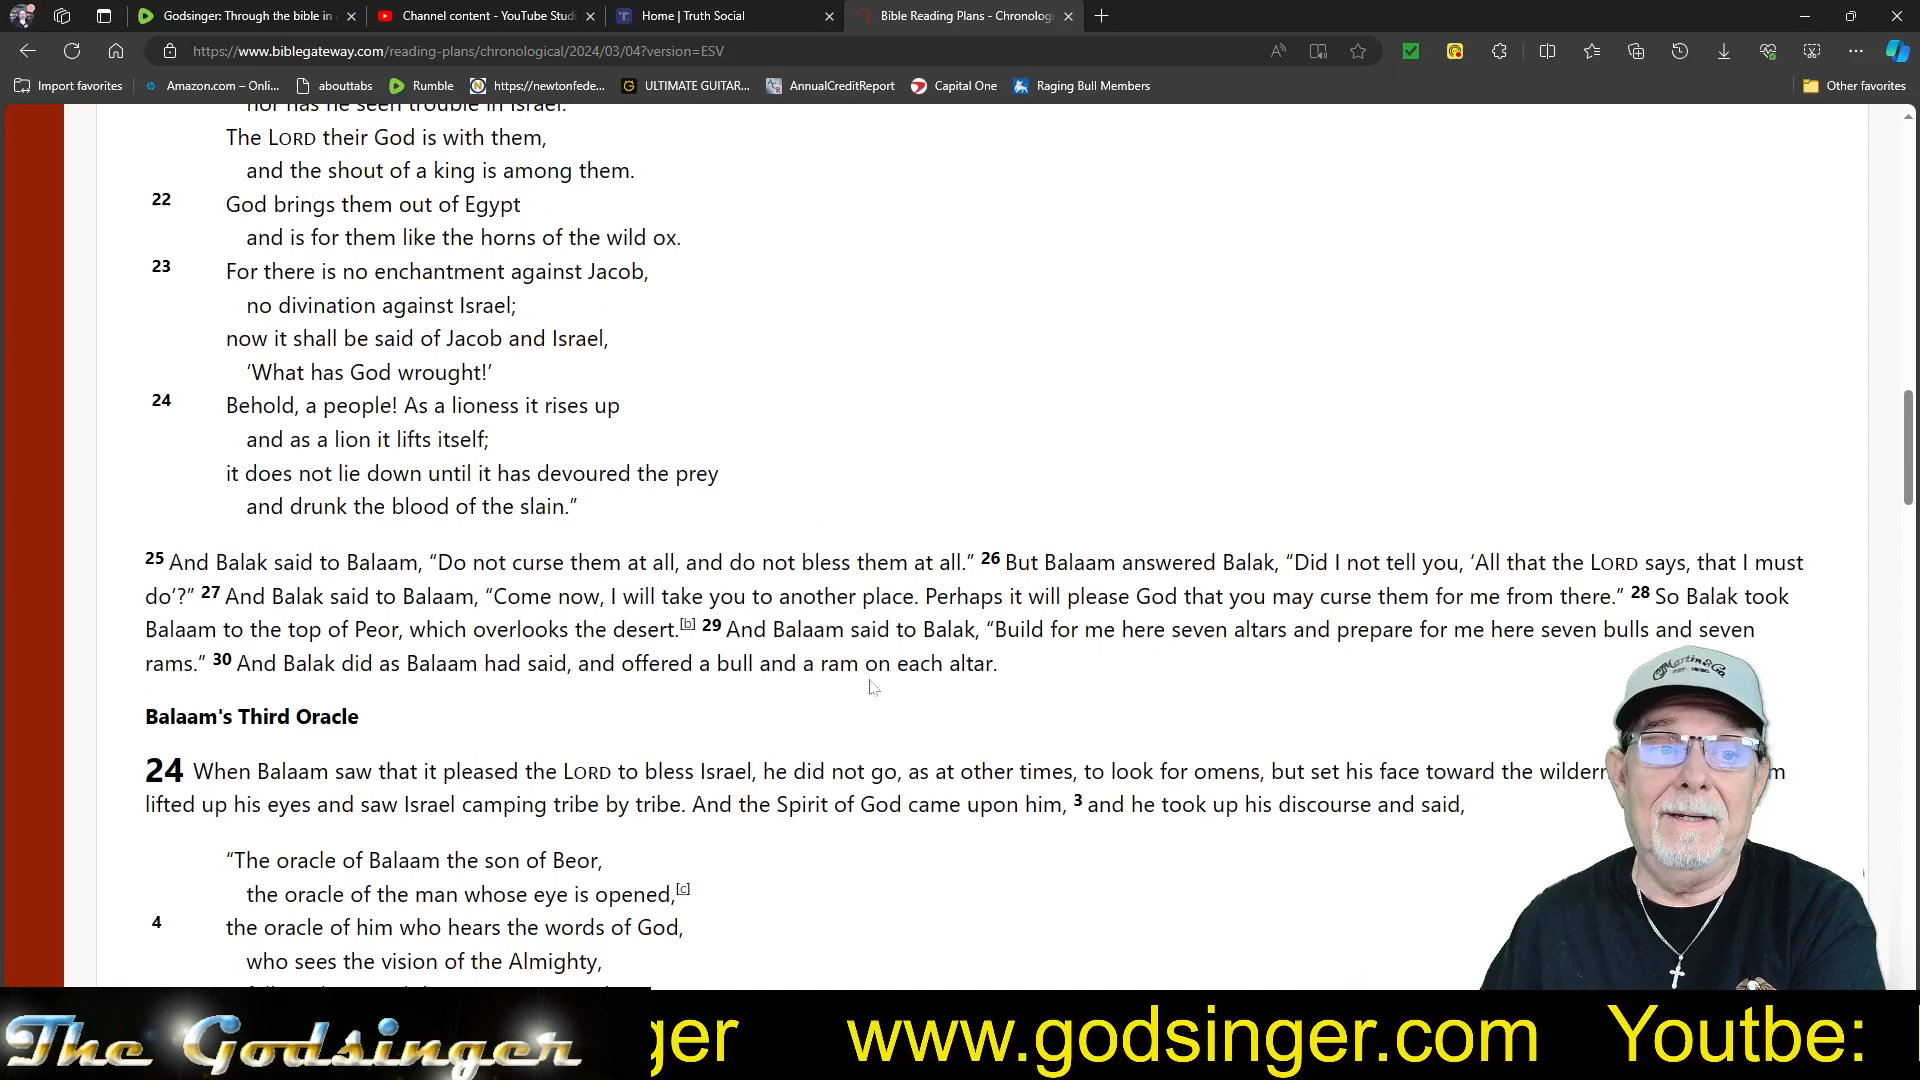 Godsinger: Through the bible in
Channel content - YouTube Studi
Home | Truth Social
Bible Reading Plans - Chronolog
https://www.biblegateway.com/reading-plans/chronological/2024/03/04?version=ESV
Import favorites
Amazon.com – Onli...
abouttabs
Rumble
https://newtonfede...
ULTIMATE GUITAR...
AnnualCreditReport
Capital One
Raging Bull Members
Other favorites
nor has he seen trouble in Israel.
The LORD their God is with them,
and the shout of a king is among them.
22 God brings them out of Egypt
and is for them like the horns of the wild ox.
23 For there is no enchantment against Jacob,
no divination against Israel;
now it shall be said of Jacob and Israel,
‘What has God wrought!’
24 Behold, a people! As a lioness it rises up
and as a lion it lifts itself;
it does not lie down until it has devoured the prey
and drunk the blood of the slain.”
25 And Balak said to Balaam, “Do not curse them at all, and do not bless them at all.” 26 But Balaam answered Balak, “Did I not tell you, ‘All that the LORD says, that I must
do’?” 27 And Balak said to Balaam, “Come now, I will take you to another place. Perhaps it will please God that you may curse them for me from there.” 28 So Balak took
Balaam to the top of Peor, which overlooks the desert.[b] 29 And Balaam said to Balak, “Build for me here seven altars and prepare for me here seven bulls and seven
rams.” 30 And Balak did as Balaam had said, and offered a bull and a ram on each altar.
Balaam's Third Oracle
24 When Balaam saw that it pleased the LORD to bless Israel, he did not go, as at other times, to look for omens, but set his face toward the wildern
lifted up his eyes and saw Israel camping tribe by tribe. And the Spirit of God came upon him, 3 and he took up his discourse and said,
“The oracle of Balaam the son of Beor,
the oracle of the man whose eye is opened,[c]
4 the oracle of him who hears the words of God,
who sees the vision of the Almighty,
Martin & Co
The Godsinger
ger www.godsinger.com Youtbe: